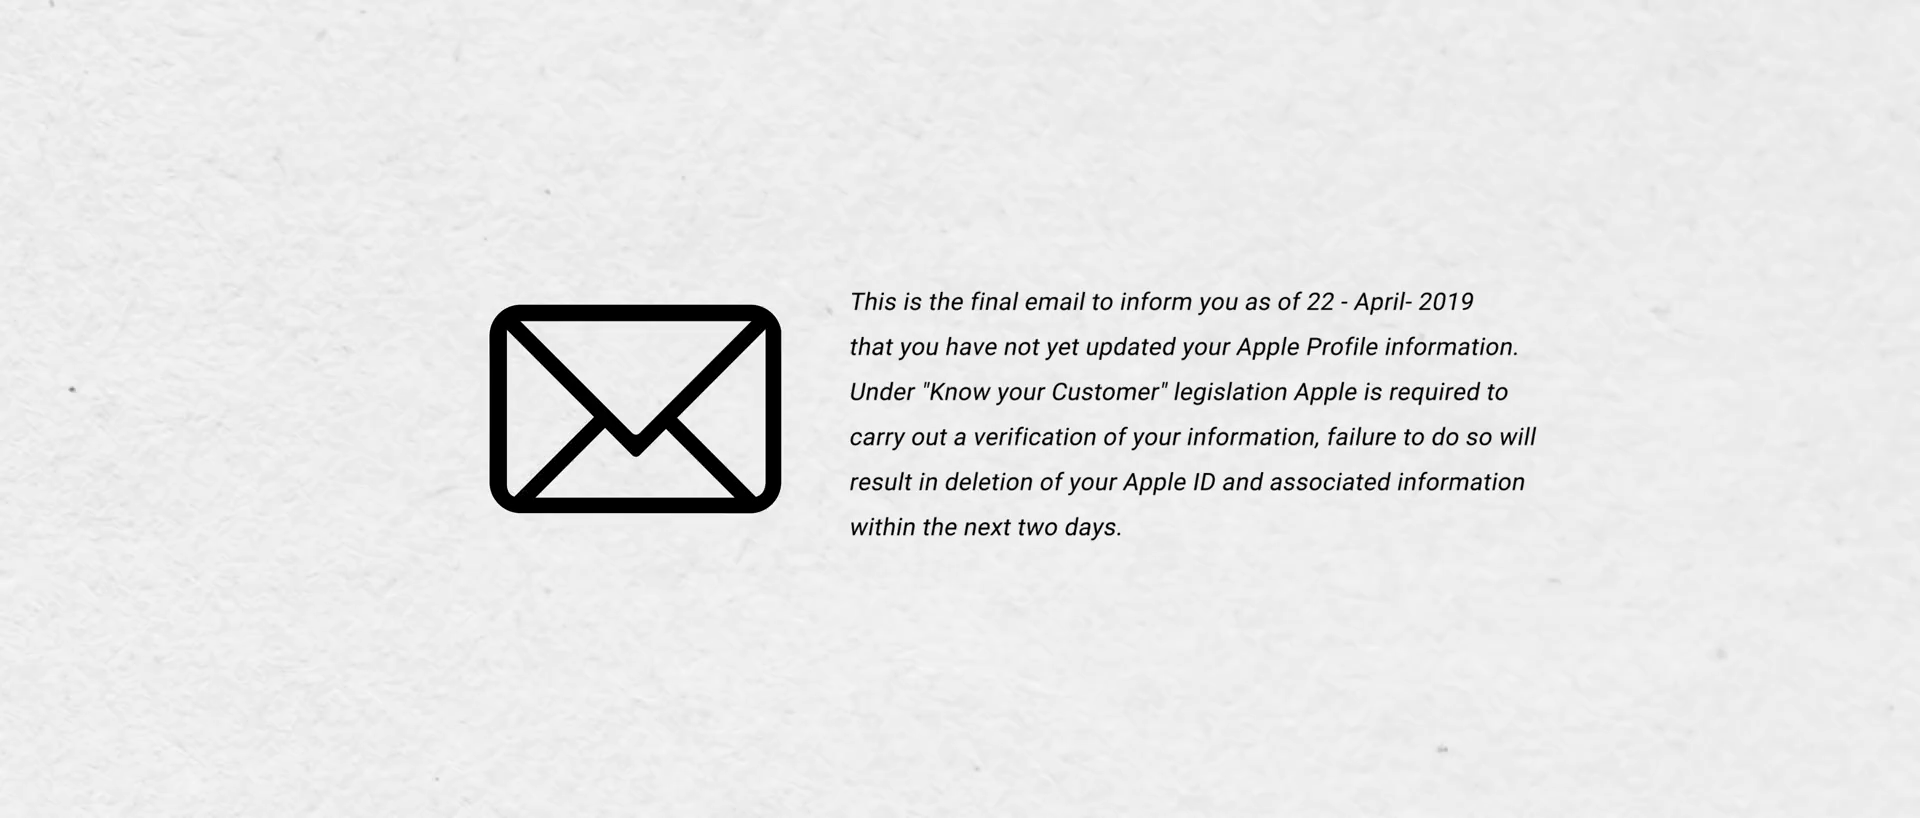 This is the final email to inform you as of 22 - April- 2019
that you have not yet updated your Apple Profile information.
Under "Know your Customer" legislation Apple is required to
carry out a verification of your information, failure to do so will
result in deletion of your Apple ID and associated information
within the next two days.